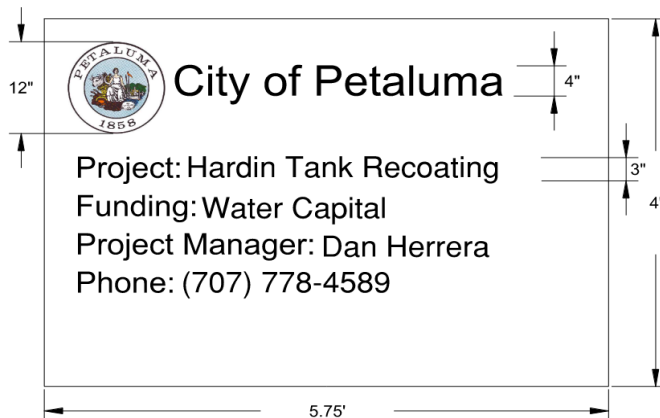 PETALUMA
1858
12"
City of Petaluma
4"
Project: Hardin Tank Recoating
3"
Funding: Water Capital
4'
Project Manager: Dan Herrera
Phone: (707) 778-4589
5.75'